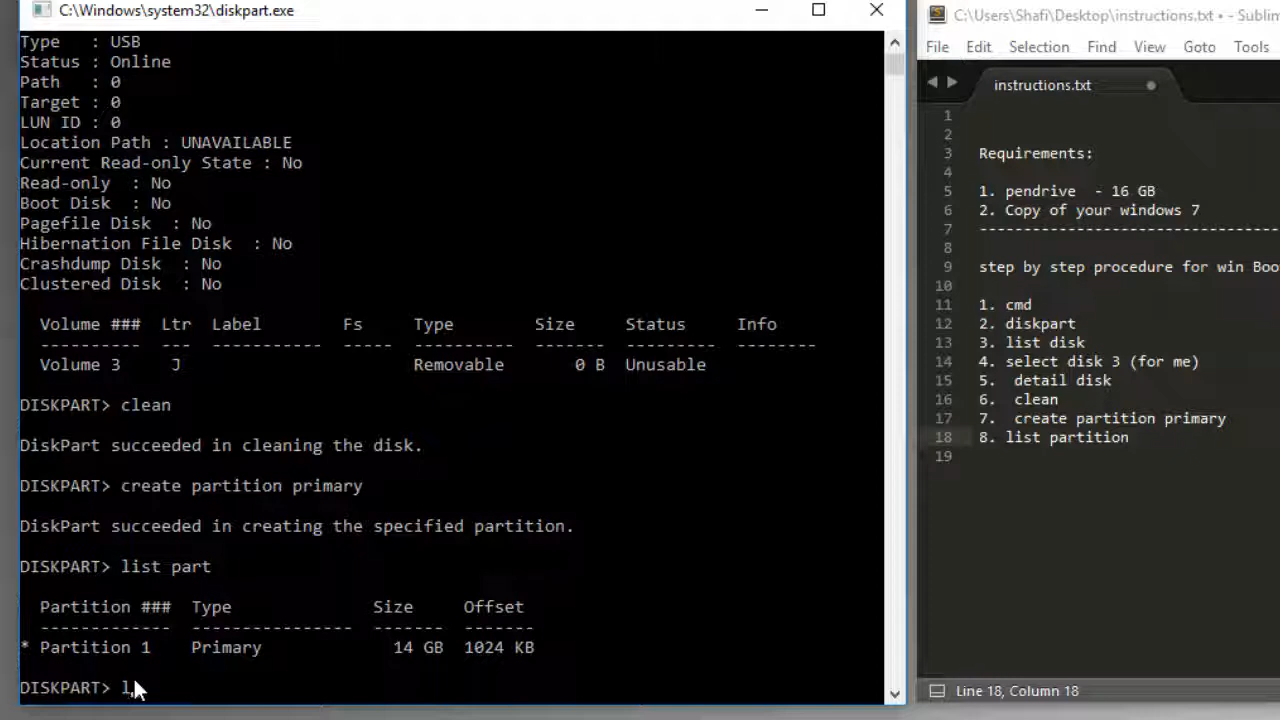 C:\Windows\system32\diskpart.exe
Type : USB
Status : Online
Path : 0
Target : 0
LUN ID : 0
Location Path : UNAVAILABLE
Current Read-only State : No
Read-only : No
Boot Disk : No
Pagefile Disk : No
Hibernation File Disk : No
Crashdump Disk : No
Clustered Disk : No
Volume ### Ltr Label Fs Type Size Status Info
---------- --- ----------- ----- ---------- ------- --------- --------
Volume 3 J Removable 0 B Unusable
DISKPART> clean
DiskPart succeeded in cleaning the disk.
DISKPART> create partition primary
DiskPart succeeded in creating the specified partition.
DISKPART> list part
Partition ### Type Size Offset
------------- ---------------- ------- -------
* Partition 1 Primary 14 GB 1024 KB
DISKPART> l
C:\Users\Shafi\Desktop\instructions.txt • - Sublim
File Edit Selection Find View Goto Tools
instructions.txt
1
2
3 Requirements:
4
5 1. pendrive - 16 GB
6 2. Copy of your windows 7
7 --------------------------------
8
9 step by step procedure for win Boo
10
11 1. cmd
12 2. diskpart
13 3. list disk
14 4. select disk 3 (for me)
15 5. detail disk
16 6. clean
17 7. create partition primary
18 8. list partition
19
Line 18, Column 18